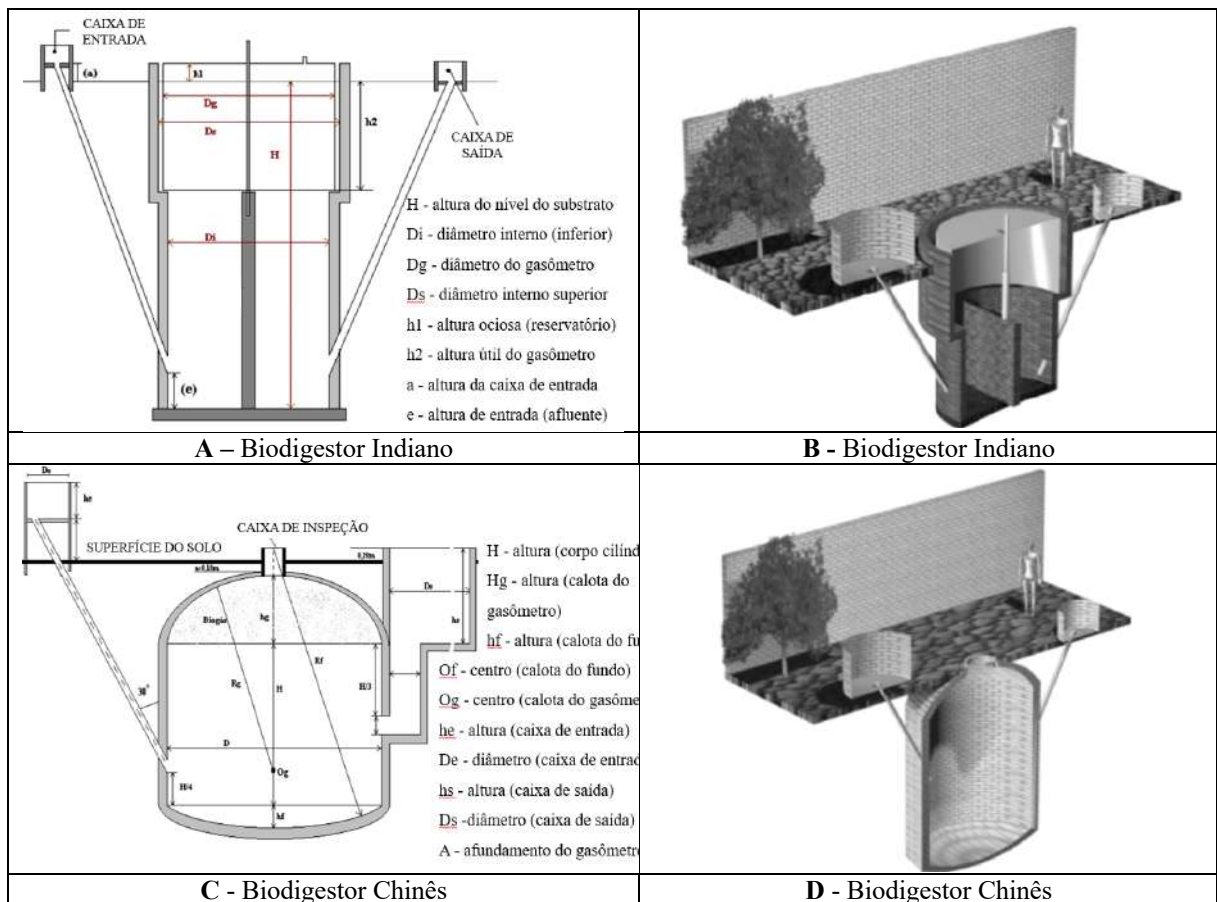 CAIXA DE
ENTRADA
(a)
h1
Dg
Ds
h2
H
CAIXA DE
SAÍDA
Di
(e)
H - altura do nível do substrato
Di - diâmetro interno (inferior)
Dg - diâmetro do gasômetro
Ds - diâmetro interno superior
h1 - altura ociosa (reservatório)
h2 - altura útil do gasômetro
a - altura da caixa de entrada
e - altura de entrada (afluente)
A – Biodigestor Indiano
B - Biodigestor Indiano
he
CAIXA DE INSPEÇÃO
SUPERFÍCIE DO SOLO
Biogás
hg
Ds
hs
Rg
Rf
H
H/3
30°
D
Og
H/4
hf
H - altura (corpo cilínd
Hg - altura (calota do
gasômetro)
hf - altura (calota do fu
Of - centro (calota do fundo)
Og - centro (calota do gasôme
he - altura (caixa de entrada)
De - diâmetro (caixa de entrad
hs - altura (caixa de saída)
Ds -diâmetro (caixa de saída)
A - afundamento do gasômetr
C - Biodigestor Chinês
D - Biodigestor Chinês